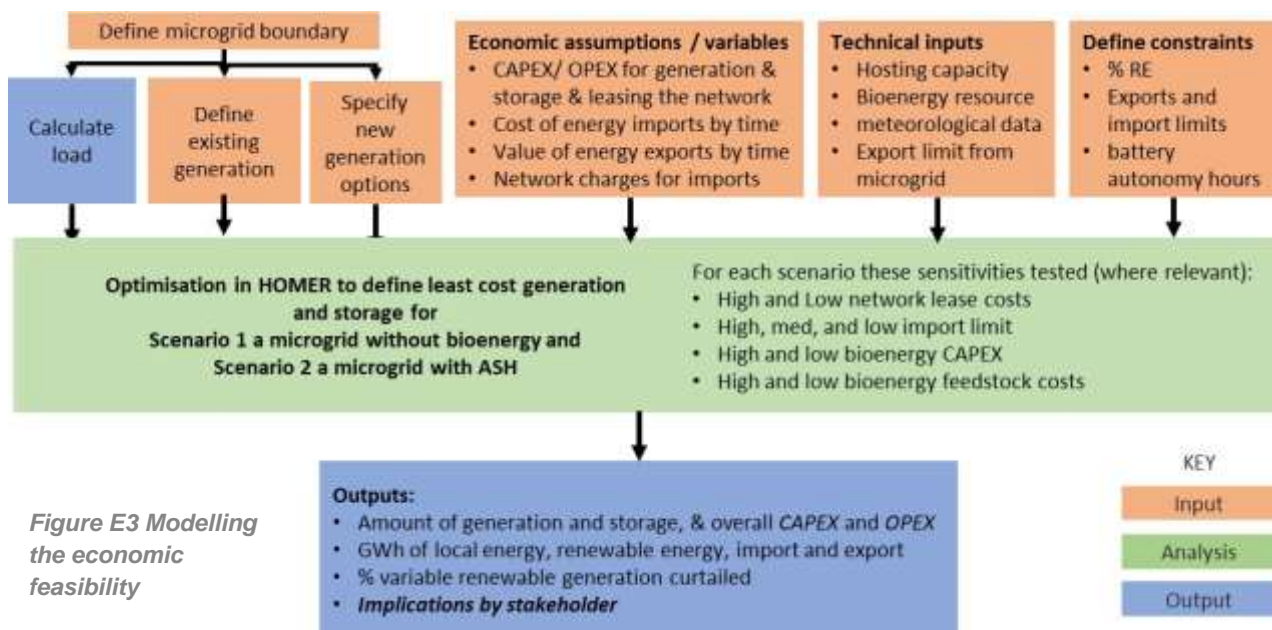 Define microgrid boundary
Calculate
load
Define
existing
generation
Specify
new
generation
options
Economic assumptions / variables
• CAPEX/ OPEX for generation &
storage & leasing the network
• Cost of energy imports by time
• Value of energy exports by time
• Network charges for imports
Technical inputs
• Hosting capacity
• Bioenergy resource
• meteorological data
• Export limit from
microgrid
Define constraints
• % RE
• Exports and
import limits
• battery
autonomy hours
Optimisation in HOMER to define least cost generation
and storage for
Scenario 1 a microgrid without bioenergy and
Scenario 2 a microgrid with ASH
For each scenario these sensitivities tested (where relevant):
• High and Low network lease costs
• High, med, and low import limit
• High and low bioenergy CAPEX
• High and low bioenergy feedstock costs
Outputs:
• Amount of generation and storage, & overall CAPEX and OPEX
• GWh of local energy, renewable energy, import and export
• % variable renewable generation curtailed
• Implications by stakeholder
Figure E3 Modelling
the economic
feasibility
KEY
Input
Analysis
Output